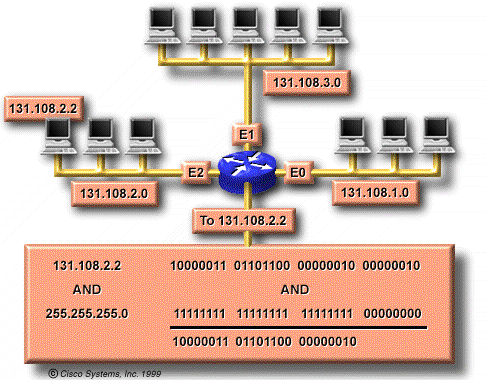 131.108.3.0
131.108.2.2
E1
E2
E0
131.108.2.0
131.108.1.0
To 131.108.2.2
131.108.2.2 10000011 01101100 00000010 00000010
AND AND
255.255.255.0 11111111 11111111 11111111 00000000
10000011 01101100 00000010
© Cisco Systems, Inc. 1999